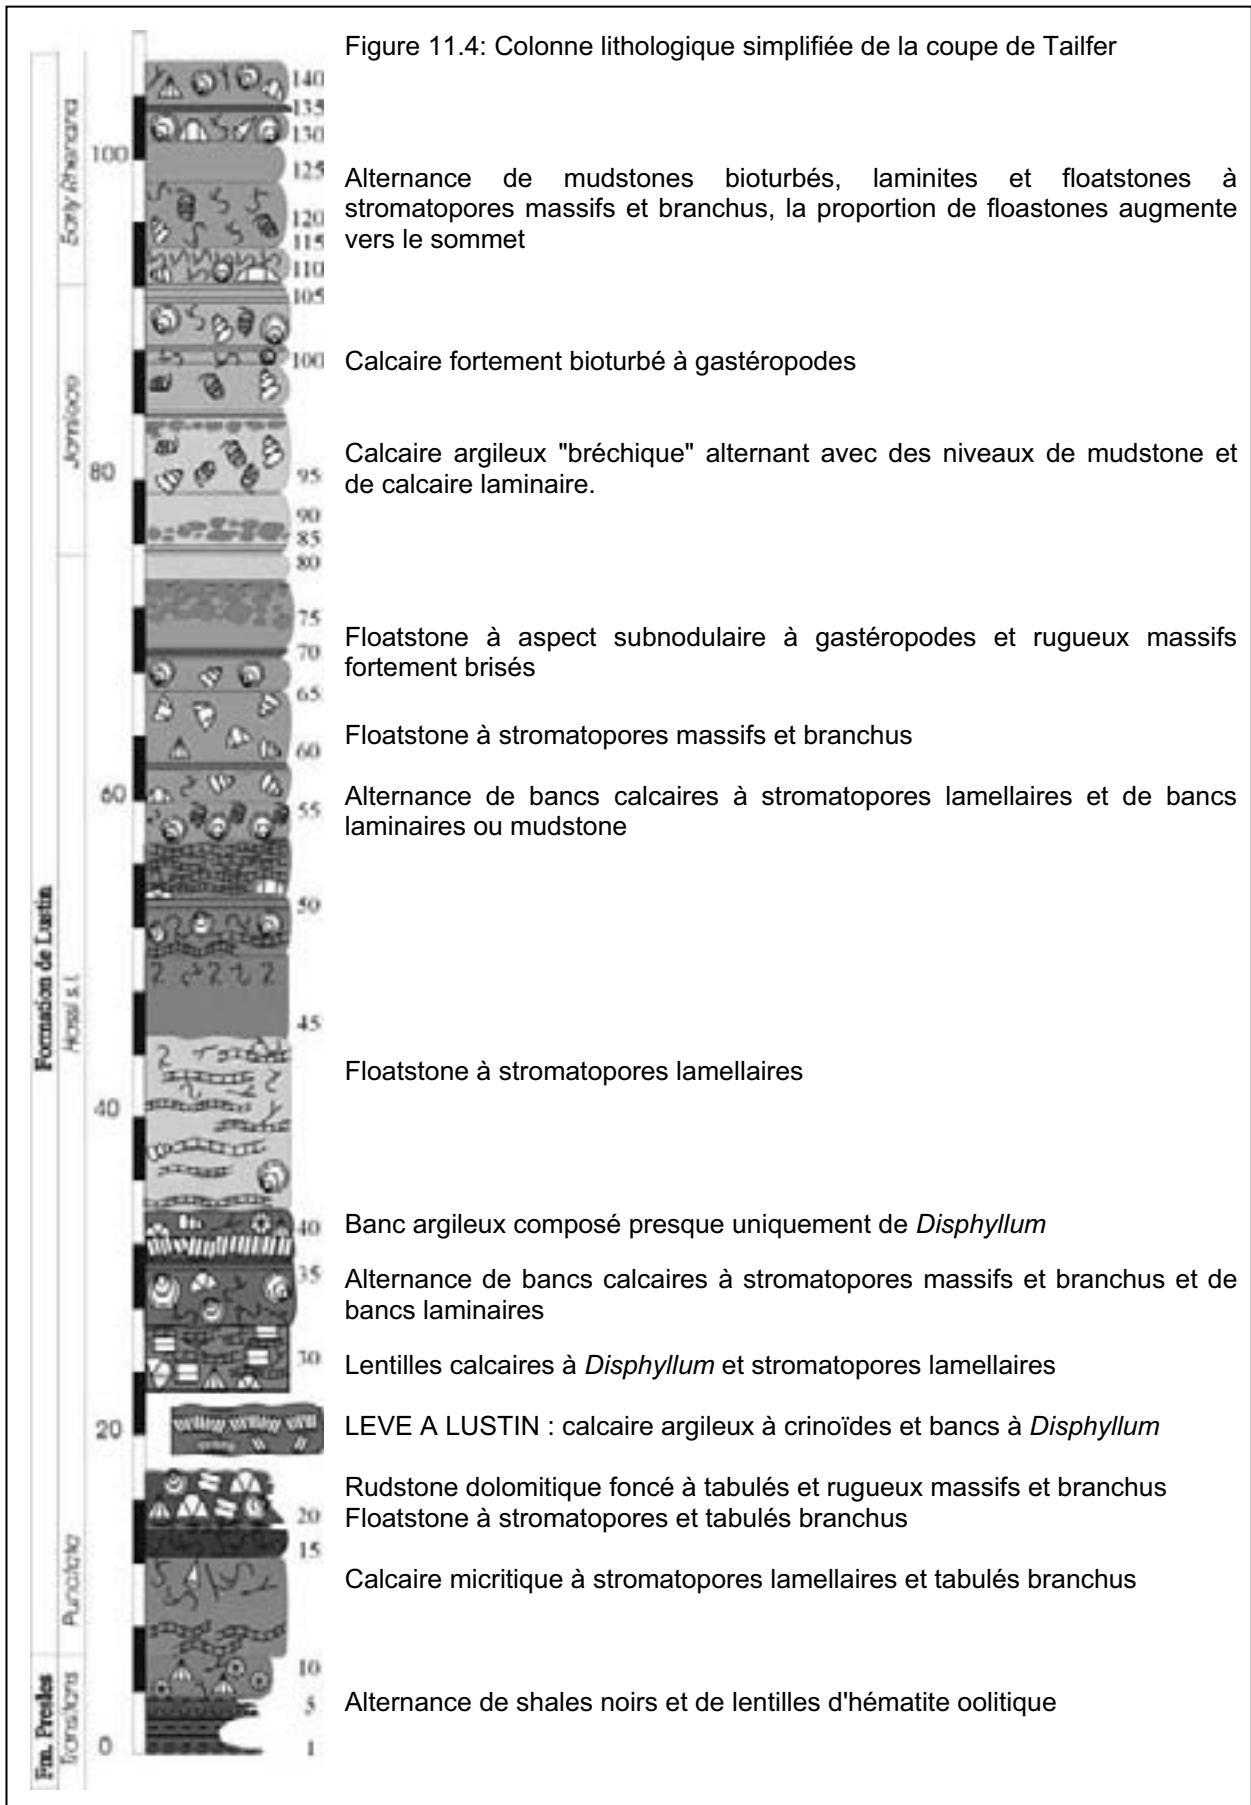 Figure 11.4: Colonne lithologique simplifiée de la coupe de Tailfer
140
135
130
100
125
Alternance de mudstones bioturbés, laminites et floatstones à
stromatopores massifs et branchus, la proportion de floastones augmente
vers le sommet
120
115
110
Early Rhenana
105
100
Calcaire fortement bioturbé à gastéropodes
Jamieae
Calcaire argileux "bréchique" alternant avec des niveaux de mudstone et
de calcaire laminaire.
80
95
90
85
80
75
Floatstone à aspect subnodulaire à gastéropodes et rugueux massifs
fortement brisés
70
65
Floatstone à stromatopores massifs et branchus
60
60
Alternance de bancs calcaires à stromatopores lamellaires et de bancs
laminaires ou mudstone
55
50
Formation de Lustin
Hassi s.l.
45
Floatstone à stromatopores lamellaires
40
40
Banc argileux composé presque uniquement de Disphyllum
35
Alternance de bancs calcaires à stromatopores massifs et branchus et de
bancs laminaires
30
Lentilles calcaires à Disphyllum et stromatopores lamellaires
20
LEVE A LUSTIN : calcaire argileux à crinoïdes et bancs à Disphyllum
Rudstone dolomitique foncé à tabulés et rugueux massifs et branchus
20
Floatstone à stromatopores et tabulés branchus
15
Punctata
Calcaire micritique à stromatopores lamellaires et tabulés branchus
10
Fm. Presles
Transitans
5
Alternance de shales noirs et de lentilles d'hématite oolitique
0
1